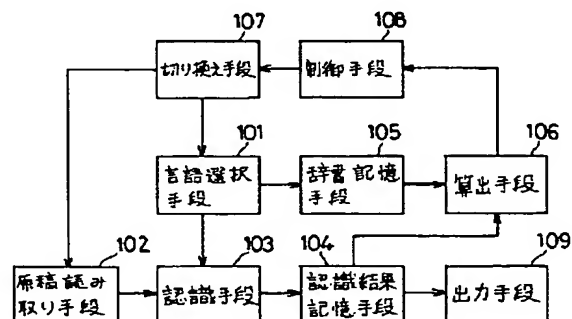 107
切り換え手段
108
制御手段
101
言語選択
手段
105
辞書記憶
手段
106
算出手段
102
原稿読み
取り手段
103
認識手段
104
認識結果
記憶手段
109
出力手段